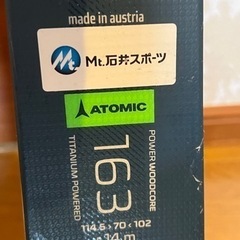 made in austria
Mt.石井スポーツ
ATOMIC
163
POWER WOODCORE
TITANIUM POWERED
114.5 • 70 • 102
14 m